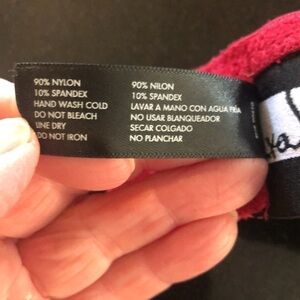 90% NYLON
10% SPANDEX
HAND WASH COLD
DO NOT BLEACH
LINE DRY
DO NOT IRON
90% NILON
10% SPANDEX
LAVAR A MANO CON AGUA FRÍA
NO USAR BLANQUEADOR
SECAR COLGADO
NO PLANCHAR